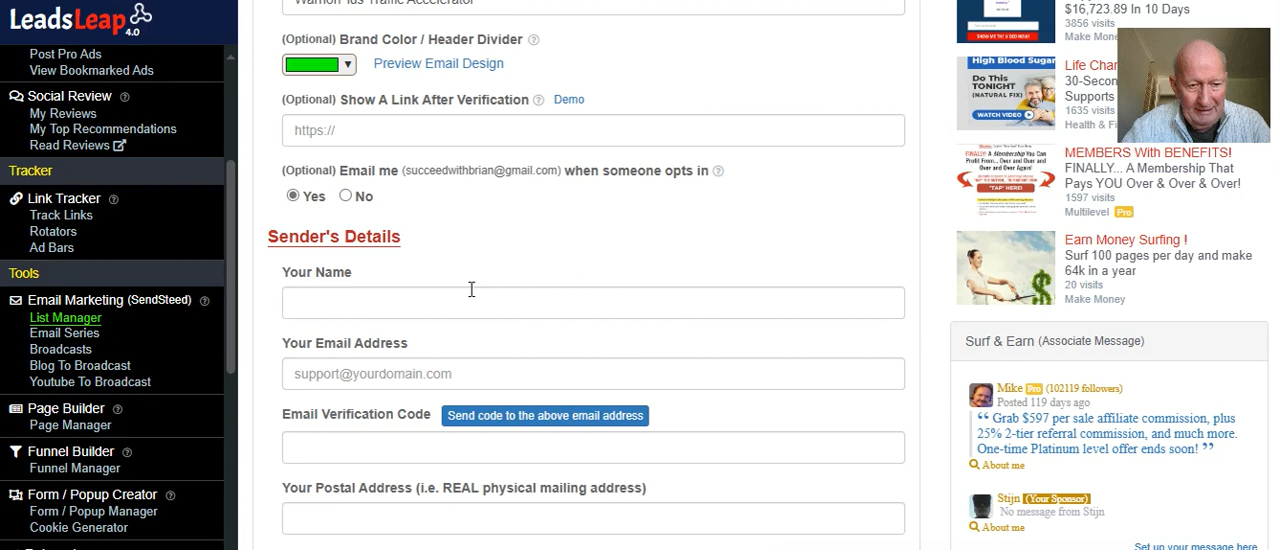 LeadsLeap
4.0
Post Pro Ads
View Bookmarked Ads
Social Review
My Reviews
My Top Recommendations
Read Reviews
Tracker
Link Tracker
Track Links
Rotators
Ad Bars
Tools
Email Marketing (SendSteed)
List Manager
Email Series
Broadcasts
Blog To Broadcast
Youtube To Broadcast
Page Builder
Page Manager
Funnel Builder
Funnel Manager
Form / Popup Creator
Form / Popup Manager
Cookie Generator
(Optional) Brand Color / Header Divider
Preview Email Design
(Optional) Show A Link After Verification Demo
https://
(Optional) Email me (succeedwithbrian@gmail.com) when someone opts in
Yes No
Sender's Details
Your Name
Your Email Address
support@yourdomain.com
Email Verification Code Send code to the above email address
Your Postal Address (i.e. REAL physical mailing address)
$16,723.89 In 10 Days
3856 visits
Make Mone
High Blood Sugar
Do This
TONIGHT
(NATURAL FIX)
WATCH VIDEO
Life Char
30-Secon
Supports
1635 visits
Health & Fi
MEMBERS With BENEFITS!
FINALLY... A Membership That
Pays YOU Over & Over & Over!
1597 visits
Multilevel Pro
TAP HERE!
Earn Money Surfing !
Surf 100 pages per day and make
64k in a year
20 visits
Make Money
Surf & Earn (Associate Message)
Mike Pro (102119 followers)
Posted 119 days ago
“ Grab $597 per sale affiliate commission, plus
25% 2-tier referral commission, and much more.
One-time Platinum level offer ends soon! ”
About me
Stijn (Your Sponsor)
No message from Stijn
About me
Set up your message here